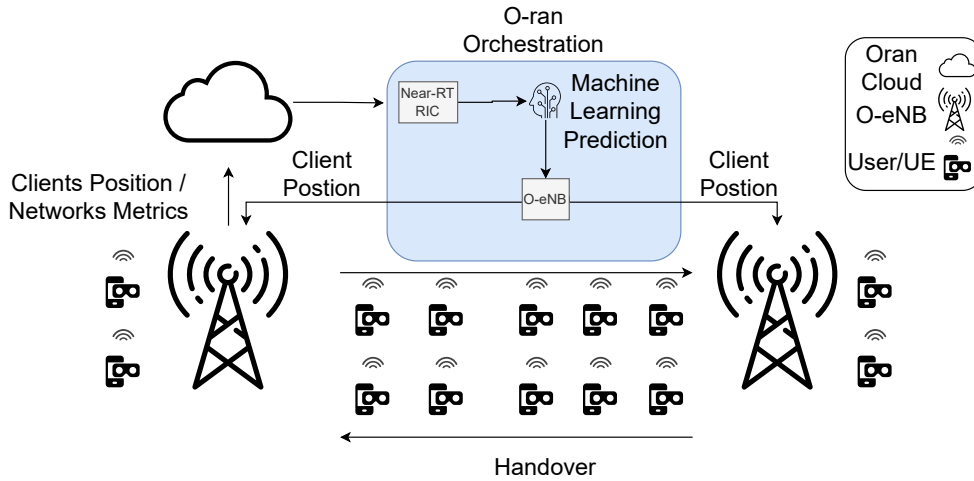 O-ran
Orchestration
Near-RT
RIC
Machine
Learning
Prediction
Oran
Cloud
O-eNB
User/UE
Client
Postion
Client
Postion
O-eNB
Clients Position /
Networks Metrics
Handover